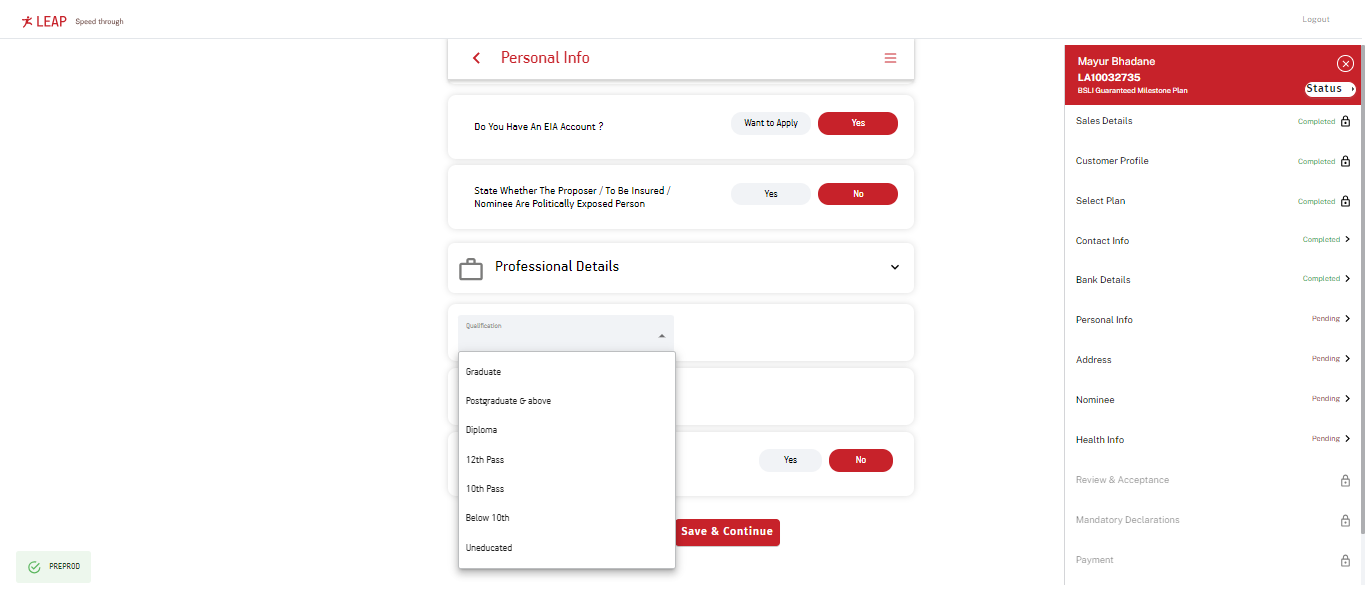 LEAP Speed through
Logout
Personal Info
Do You Have An EIA Account ?
Want to Apply
Yes
State Whether The Proposer / To Be Insured /
Nominee Are Politically Exposed Person
Yes
No
Professional Details
Qualification
Graduate
Postgraduate & above
Diploma
12th Pass
10th Pass
Below 10th
Uneducated
Yes
No
Save & Continue
PREPROD
Mayur Bhadane
LA10032735
BSLI Guaranteed Milestone Plan
Status
Sales Details Completed
Customer Profile Completed
Select Plan Completed
Contact Info Completed
Bank Details Completed
Personal Info Pending
Address Pending
Nominee Pending
Health Info Pending
Review & Acceptance
Mandatory Declarations
Payment